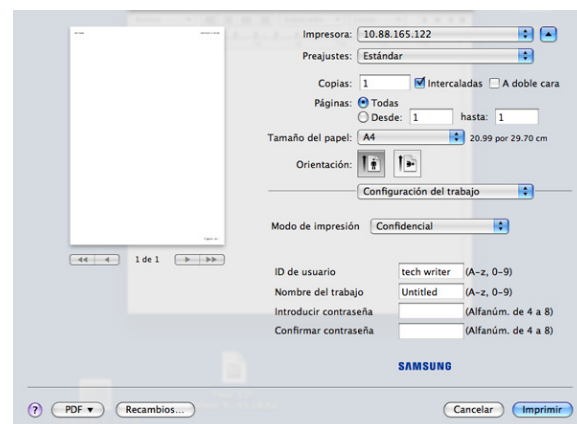 Impresora: 10.88.165.122
Preajustes: Estándar
Copias: 1 Intercaladas A doble cara
Páginas: Todas
Desde: 1 hasta: 1
Tamaño del papel: A4 20.99 por 29.70 cm
Orientación:
Configuración del trabajo
Modo de impresión Confidencial
1 de 1
ID de usuario tech writer (A-z, 0-9)
Nombre del trabajo Untitled (A-z, 0-9)
Introducir contraseña (Alfanúm. de 4 a 8)
Confirmar contraseña (Alfanúm. de 4 a 8)
SAMSUNG
? PDF Recambios... Cancelar Imprimir